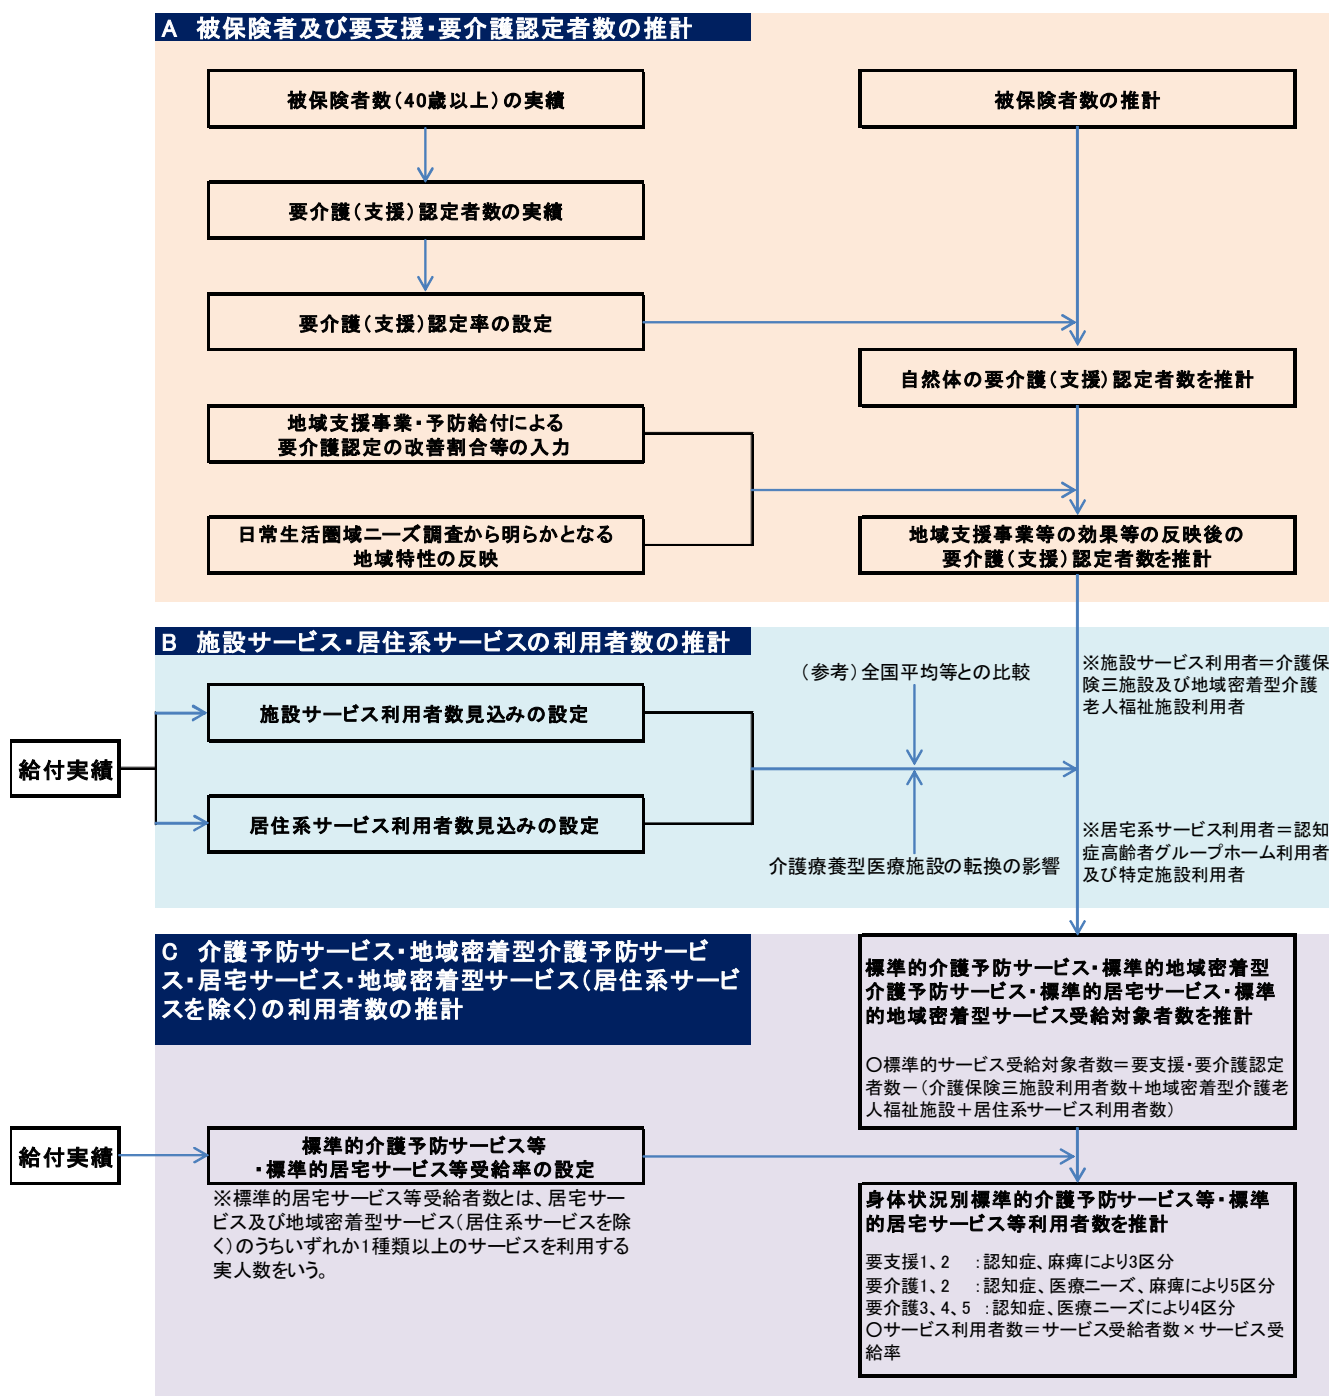 A 被保険者及び要支援・要介護認定者数の推計
被保険者数(40歳以上)の実績
被保険者数の推計
要介護(支援)認定者数の実績
要介護(支援)認定率の設定
自然体の要介護(支援)認定者数を推計
地域支援事業・予防給付による
要介護認定の改善割合等の入力
日常生活圏域ニーズ調査から明らかとなる
地域特性の反映
地域支援事業等の効果等の反映後の
要介護(支援)認定者数を推計
B 施設サービス・居住系サービスの利用者数の推計
(参考)全国平均等との比較
※施設サービス利用者=介護保
険三施設及び地域密着型介護
老人福祉施設利用者
施設サービス利用者数見込みの設定
給付実績
居住系サービス利用者数見込みの設定
介護療養型医療施設の転換の影響
※居宅系サービス利用者=認知
症高齢者グループホーム利用者
及び特定施設利用者
C 介護予防サービス・地域密着型介護予防サービ
ス・居宅サービス・地域密着型サービス(居住系サービ
スを除く)の利用者数の推計
標準的介護予防サービス・標準的地域密着型
介護予防サービス・標準的居宅サービス・標準
的地域密着型サービス受給対象者数を推計
○標準的サービス受給対象者数=要支援・要介護認定
者数-(介護保険三施設利用者数+地域密着型介護老
人福祉施設+居住系サービス利用者数)
給付実績
標準的介護予防サービス等
・標準的居宅サービス等受給率の設定
※標準的居宅サービス等受給者数とは、居宅サー
ビス及び地域密着型サービス(居住系サービスを除
く)のうちいずれか1種類以上のサービスを利用する
実人数をいう。
身体状況別標準的介護予防サービス等・標準
的居宅サービス等利用者数を推計
要支援1、2 :認知症、麻痺により3区分
要介護1、2 :認知症、医療ニーズ、麻痺により5区分
要介護3、4、5 :認知症、医療ニーズにより4区分
○サービス利用者数=サービス受給者数×サービス受
給率